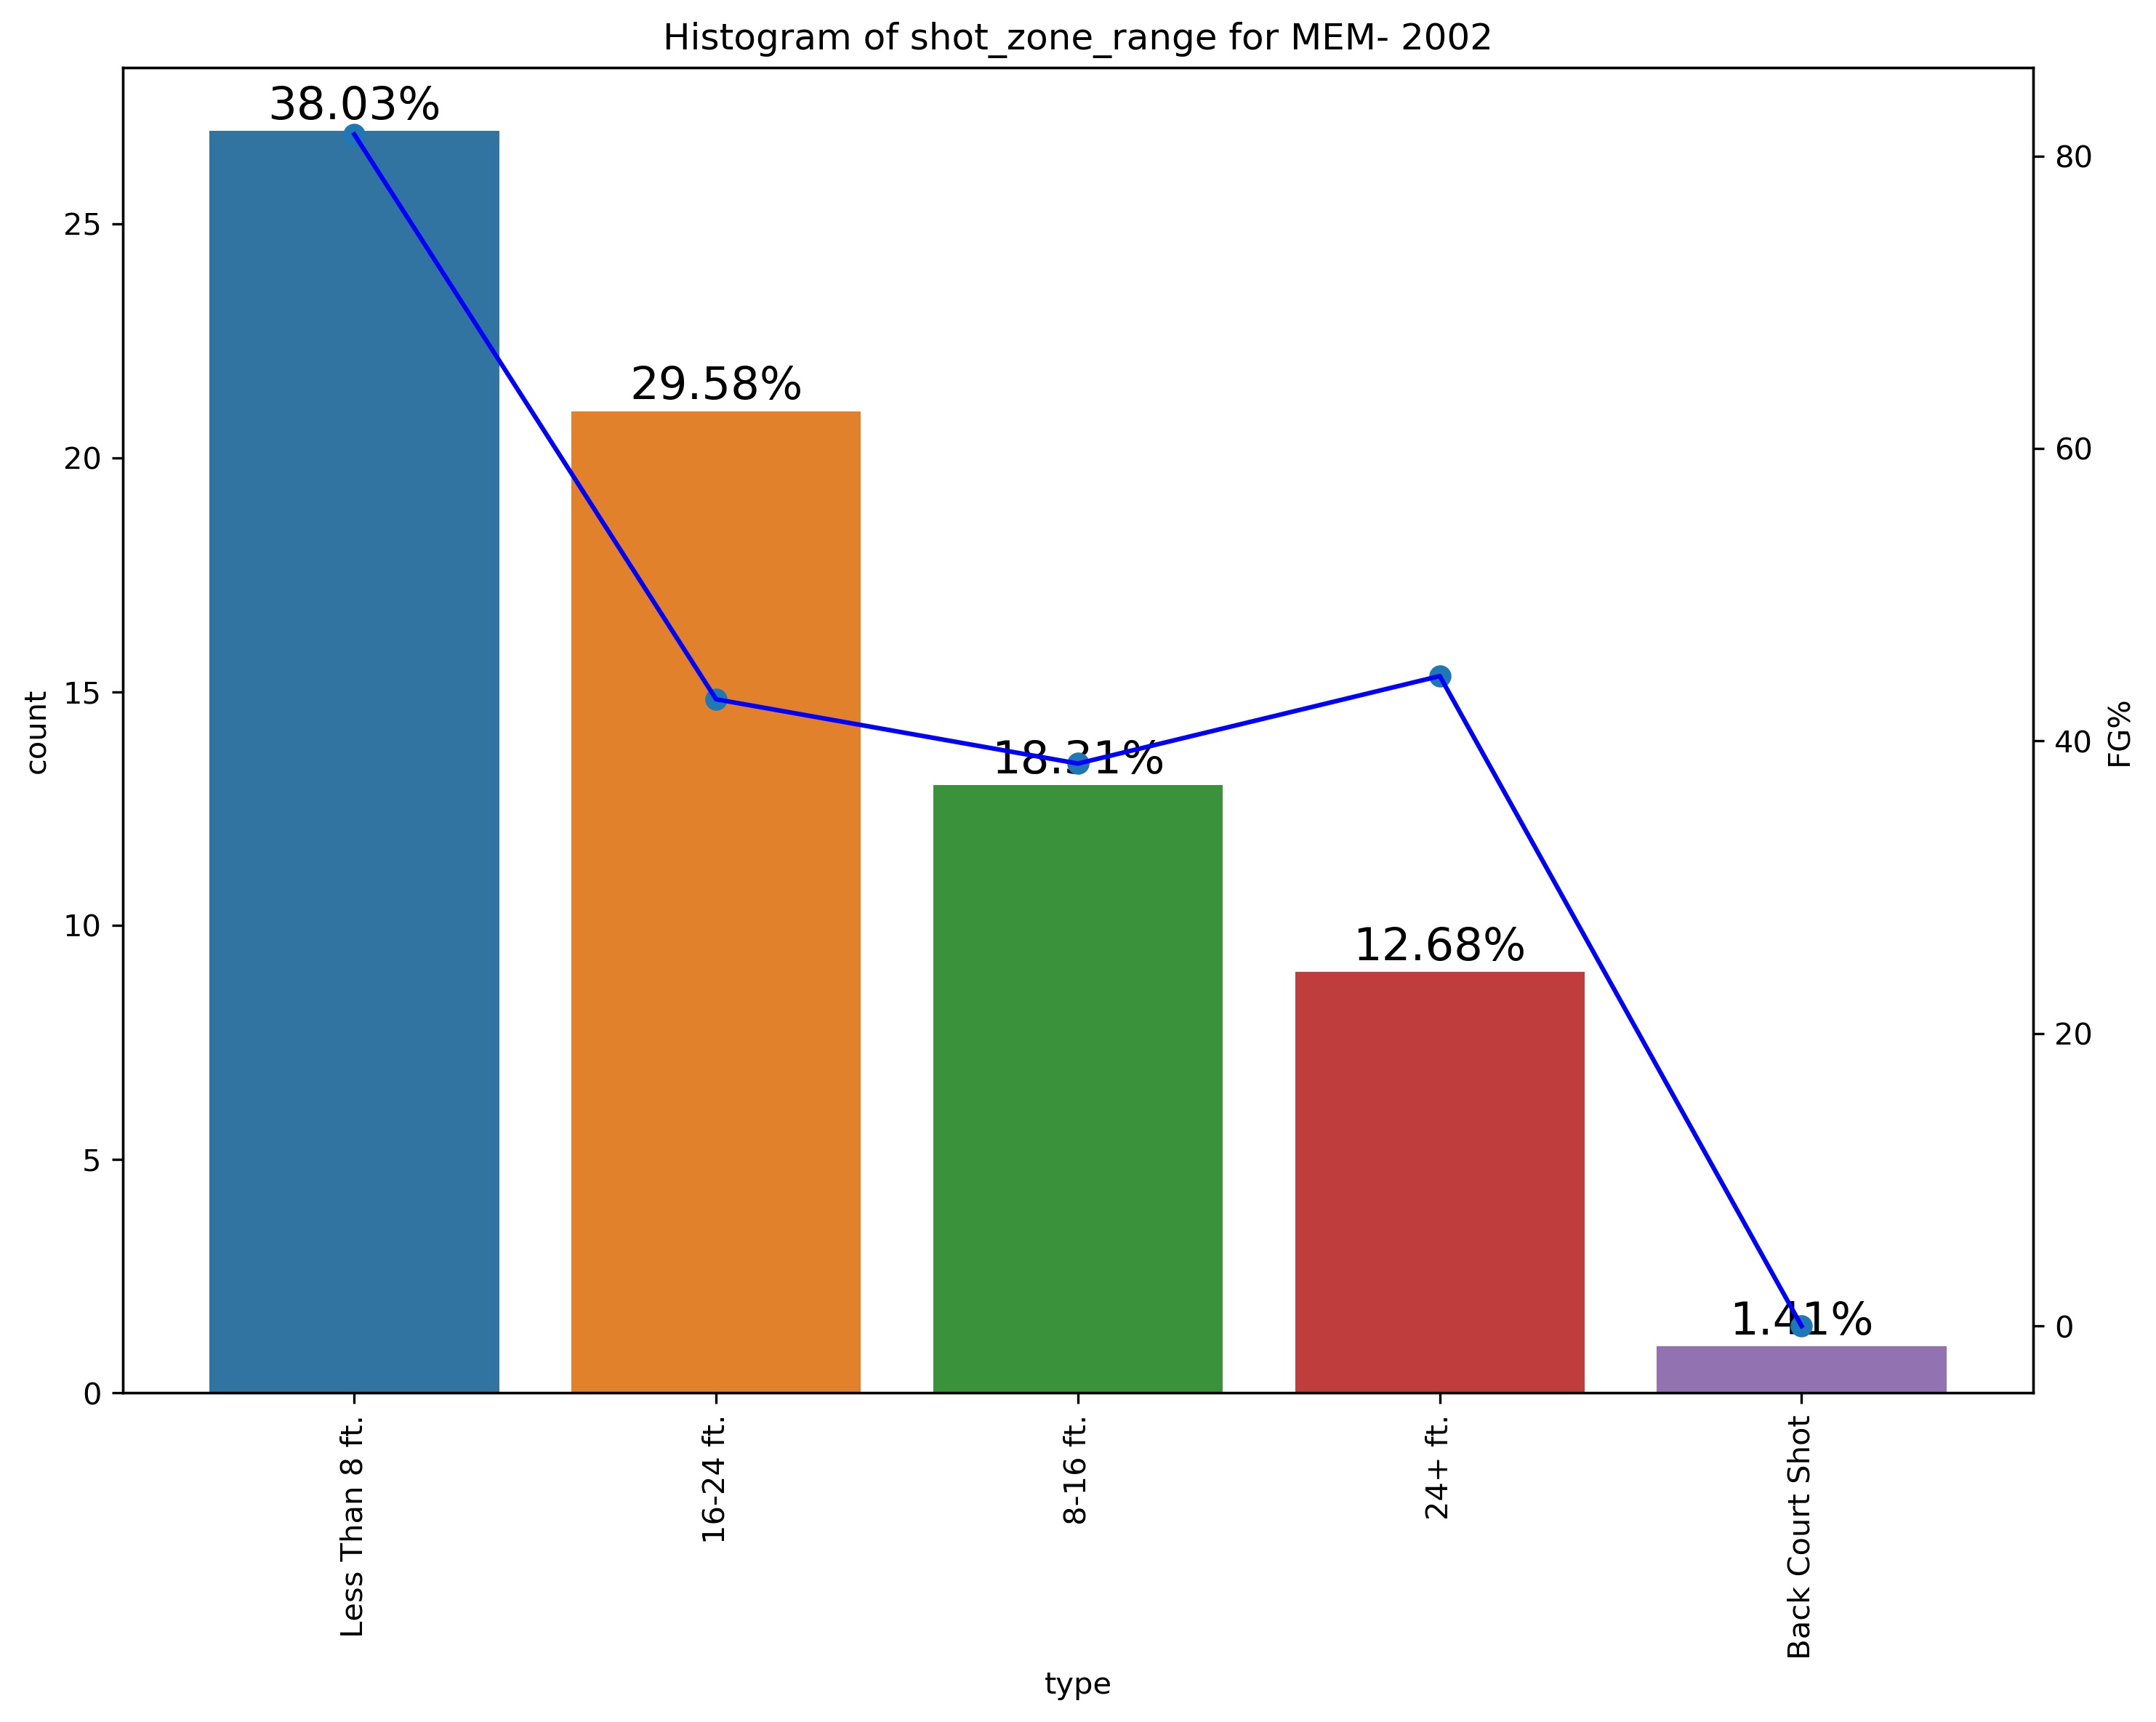 Histogram of shot_zone_range for MEM- 2002
38.03%
29.58%
18.31%
12.68%
1.41%
25
20
15
10
5
0
count
80
60
40
20
0
FG%
Less Than 8 ft.
16-24 ft.
8-16 ft.
24+ ft.
Back Court Shot
type